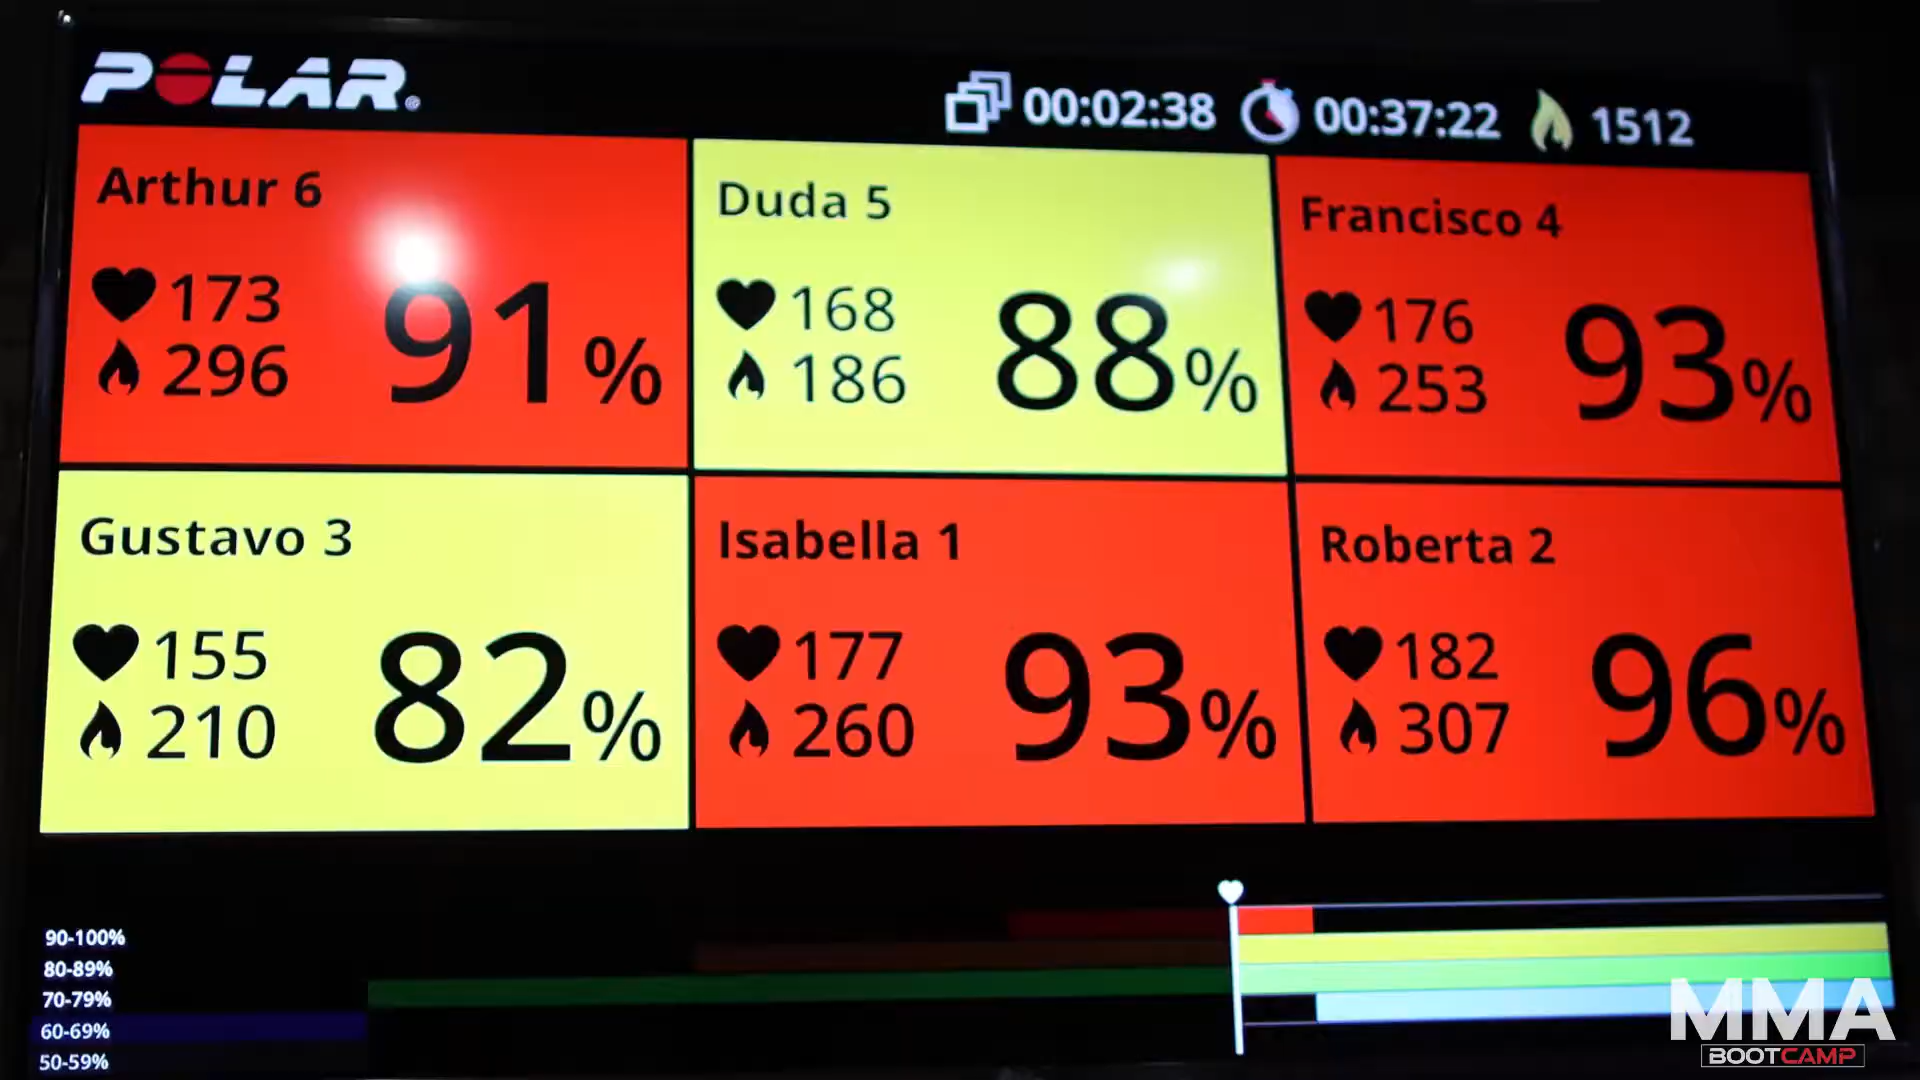 POLAR®
00:02:38 00:37:22 1512
Arthur 6
173
296
91%
Duda 5
168
186
88%
Francisco 4
176
253
93%
Gustavo 3
155
210
82%
Isabella 1
177
260
93%
Roberta 2
182
307
96%
90-100%
80-89%
70-79%
60-69%
50-59%
MMA
BOOTCAMP